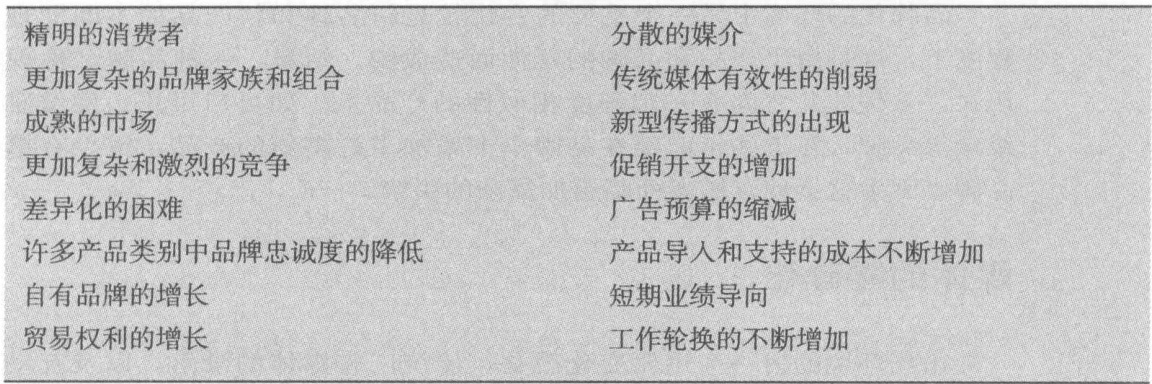 精明的消费者
更加复杂的品牌家族和组合
成熟的市场
更加复杂和激烈的竞争
差异化的困难
许多产品类别中品牌忠诚度的降低
自有品牌的增长
贸易权利的增长
分散的媒介
传统媒体有效性的削弱
新型传播方式的出现
促销开支的增加
广告预算的缩减
产品导人和支持的成本不断增加
短期业绩导向
工作轮换的不断增加